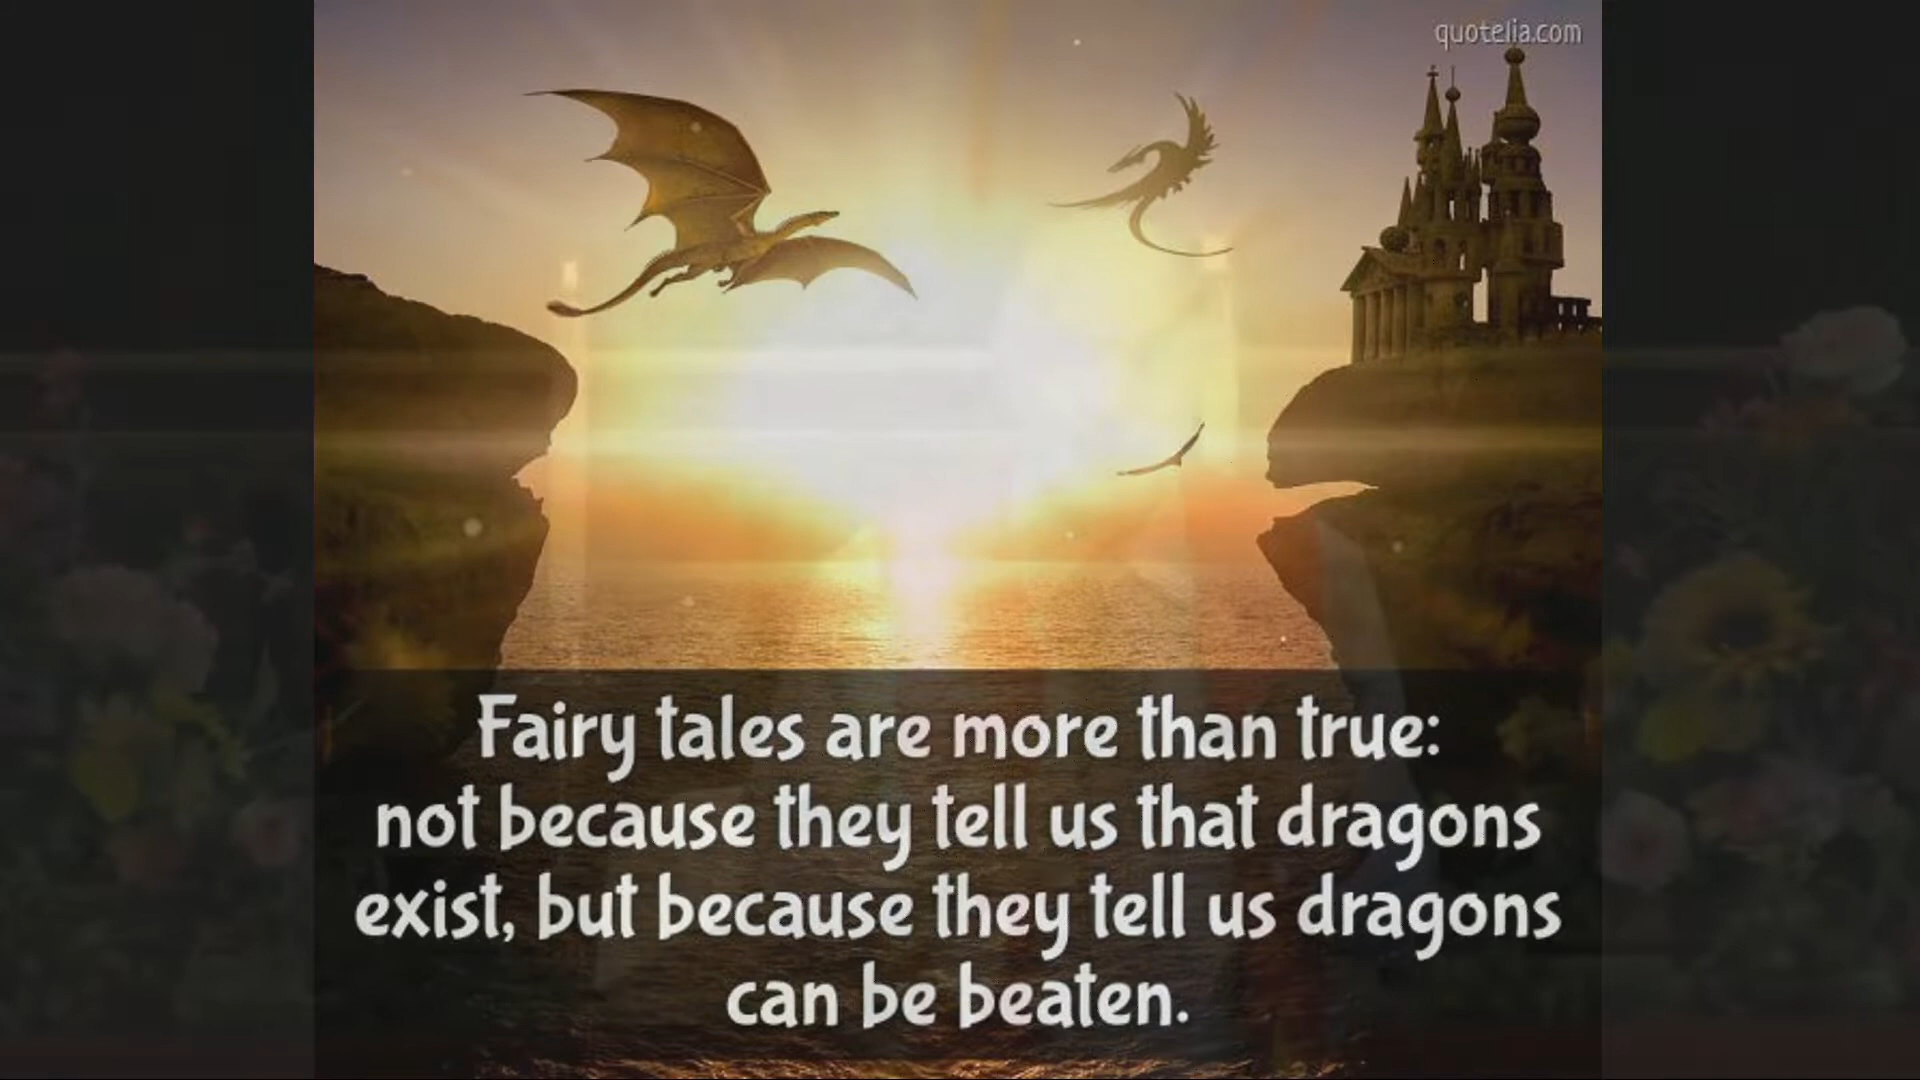 quotelia.com
Fairy tales are more than true:
not because they tell us that dragons
exist, but because they tell us dragons
can be beaten.